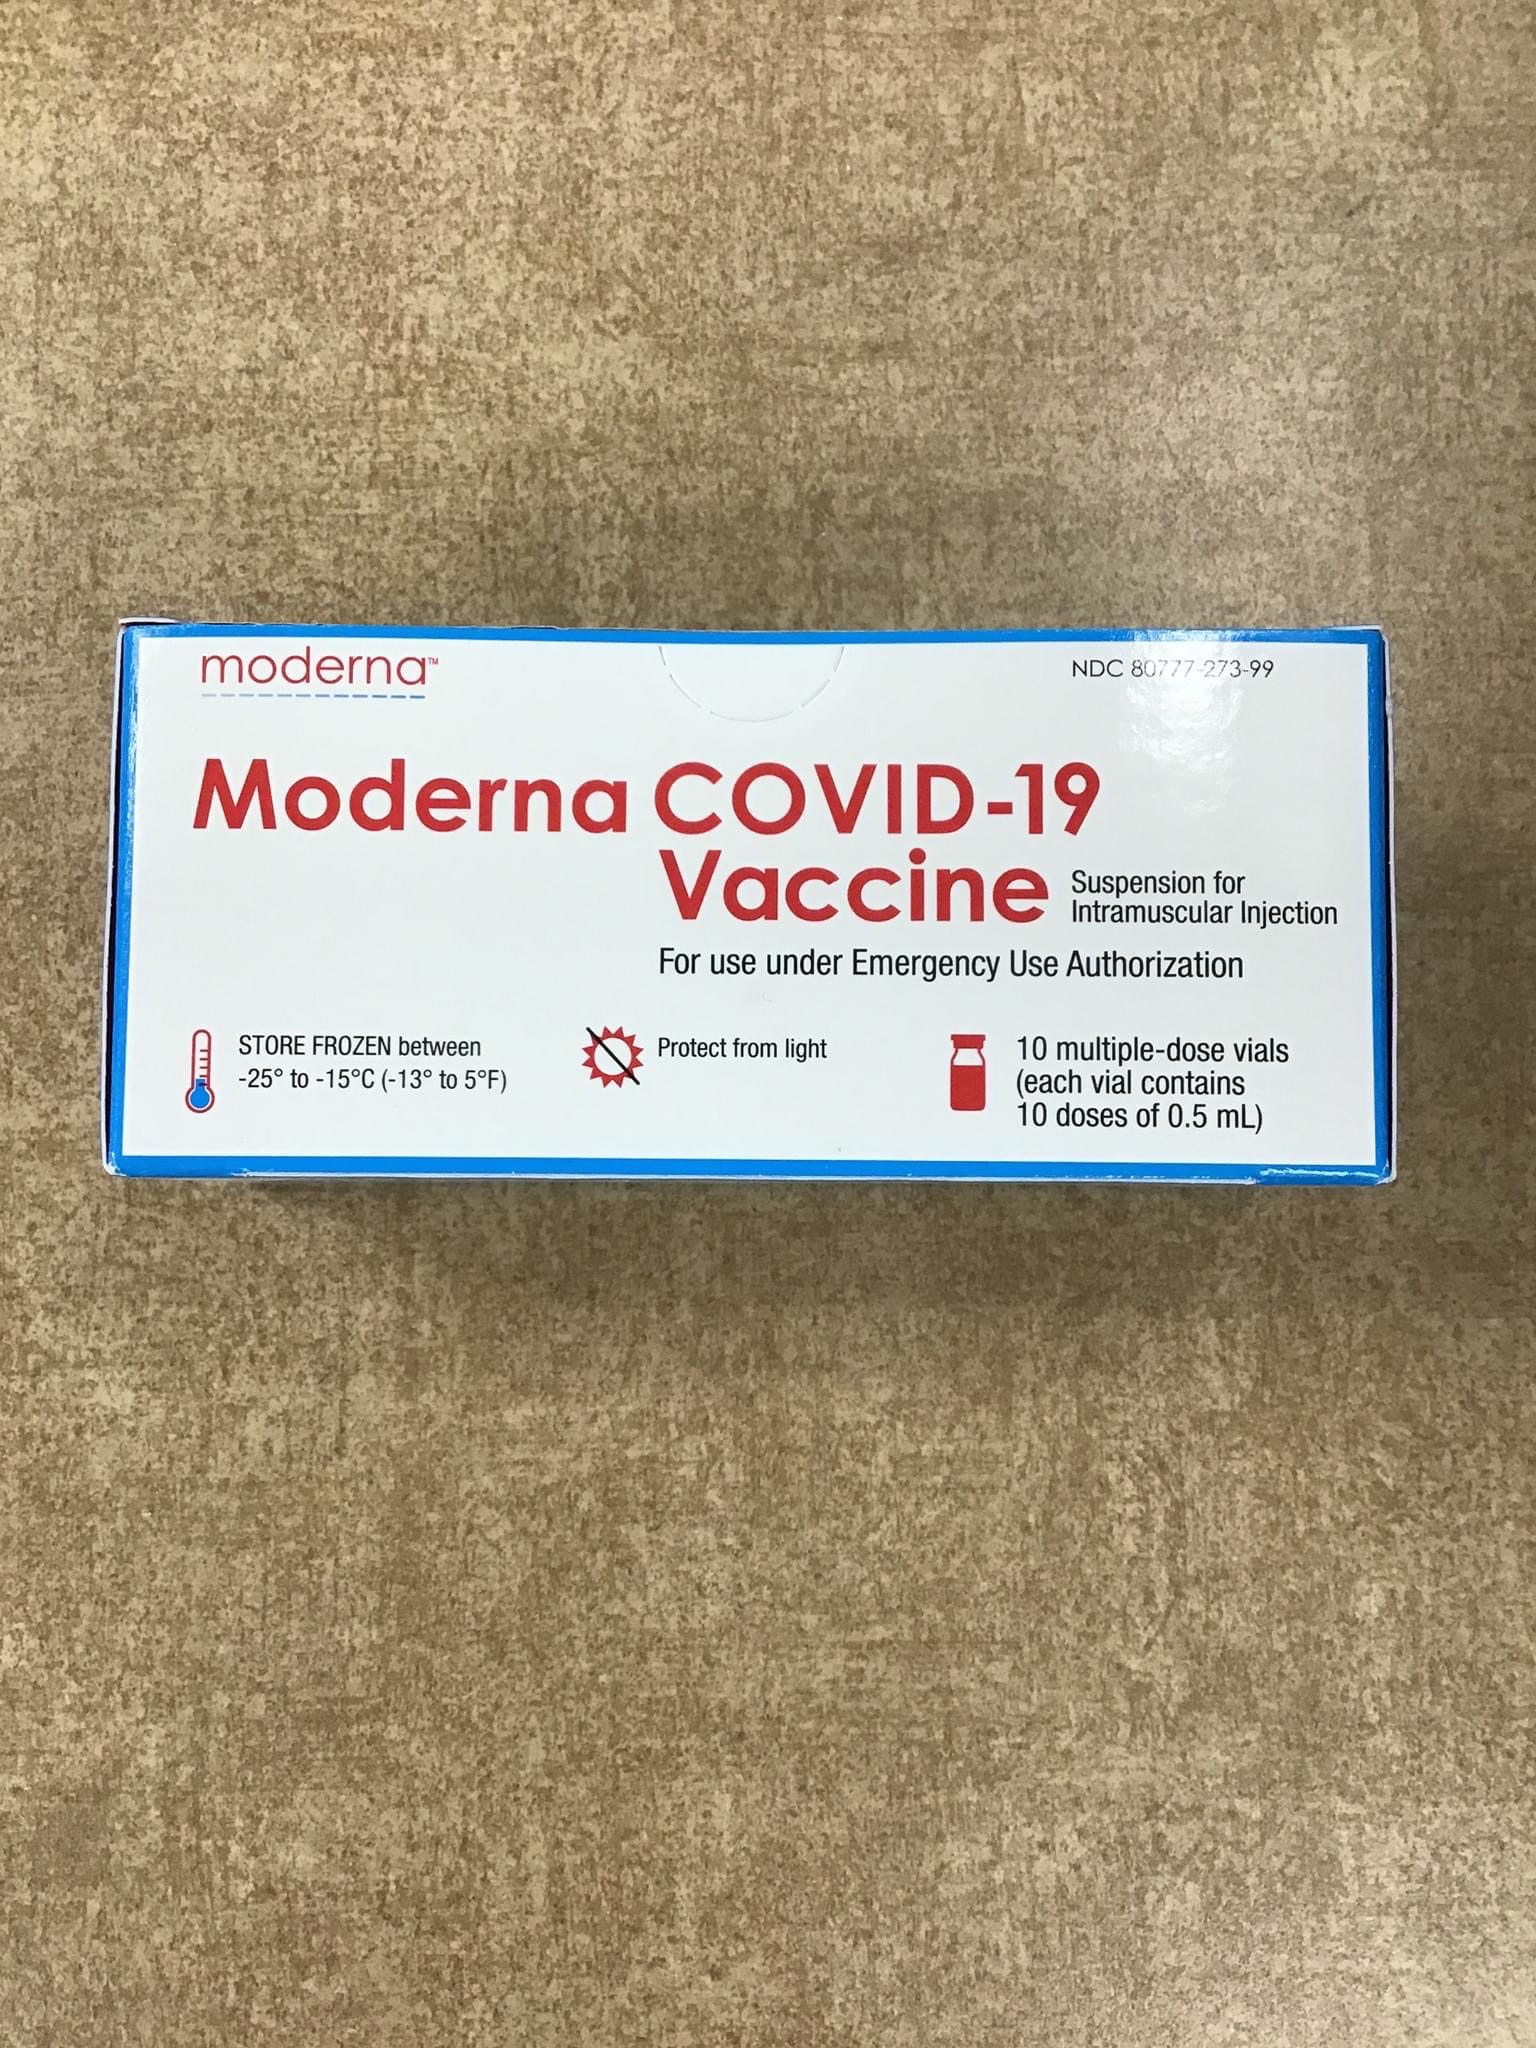 moderna™
NDC 80777-273-99
Moderna COVID-19
Vaccine
Suspension for
Intramuscular Injection
For use under Emergency Use Authorization
STORE FROZEN between
-25° to -15°C (-13° to 5°F)
Protect from light
10 multiple-dose vials
(each vial contains
10 doses of 0.5 mL)